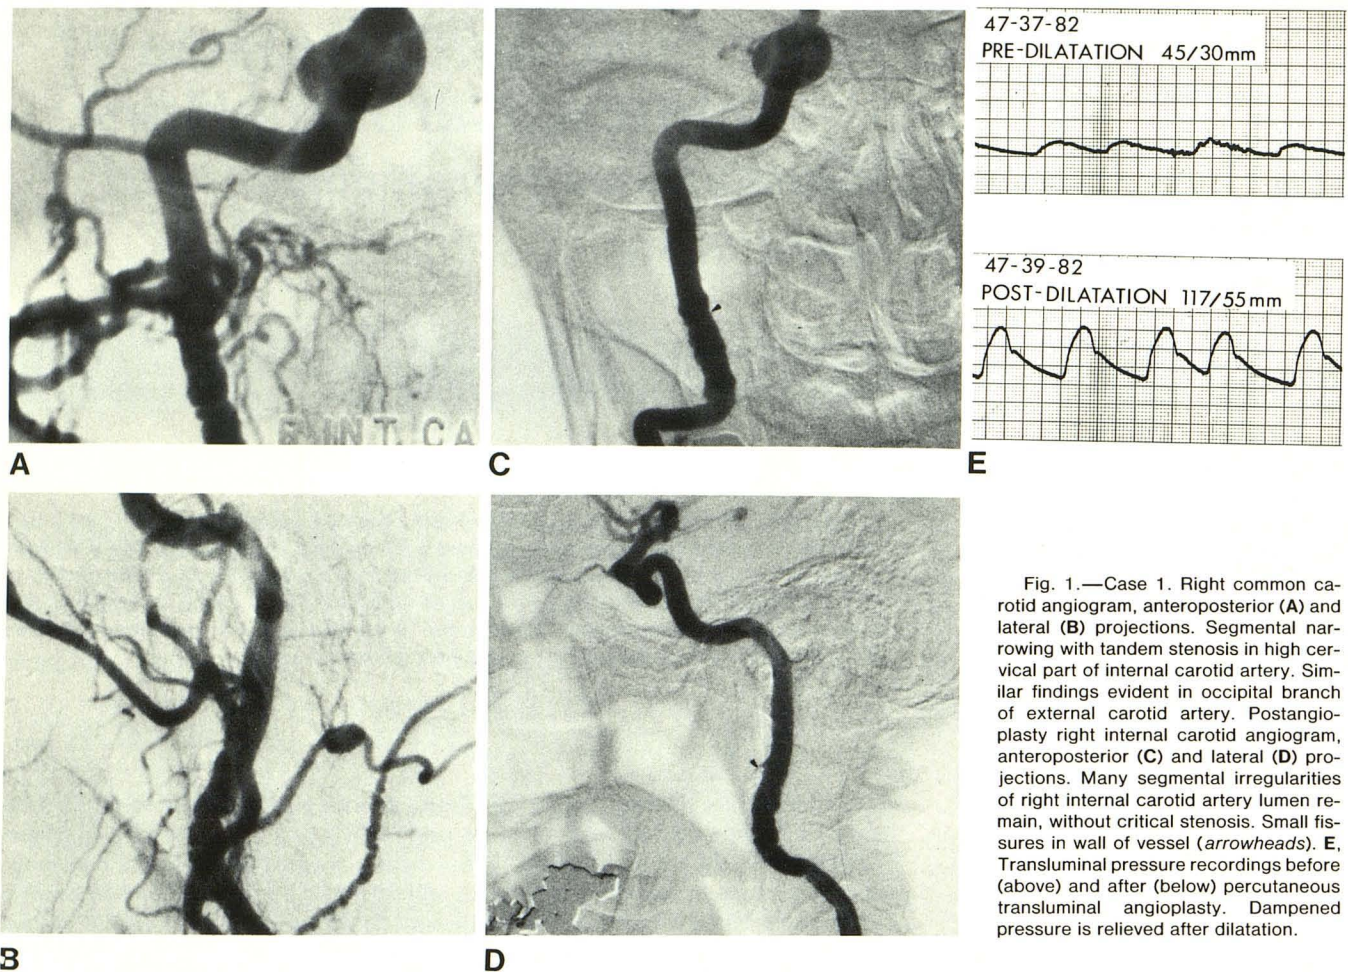 R INT. CA
A
C
47-37-82
PRE-DILATATION 45/30mm
47-39-82
POST-DILATATION 117/55mm
E
B
D
Fig. 1.—Case 1. Right common ca-
rotid angiogram, anteroposterior (A) and
lateral (B) projections. Segmental nar-
rowing with tandem stenosis in high cer-
vical part of internal carotid artery. Sim-
ilar findings evident in occipital branch
of external carotid artery. Postangio-
plasty right internal carotid angiogram,
anteroposterior (C) and lateral (D) pro-
jections. Many segmental irregularities
of right internal carotid artery lumen re-
main, without critical stenosis. Small fis-
sures in wall of vessel (arrowheads). E,
Transluminal pressure recordings before
(above) and after (below) percutaneous
transluminal angioplasty. Dampened
pressure is relieved after dilatation.